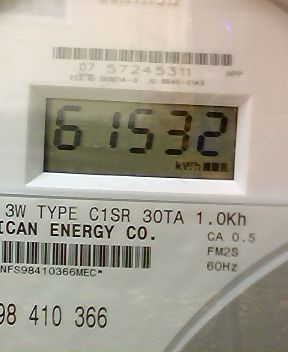 07 57245311 HPP
61532
kWh
3W TYPE C1SR 30TA 1.0Kh
ICAN ENERGY CO.
CA 0.5
FM2S
60Hz
NFS98410366MEC*
98 410 366